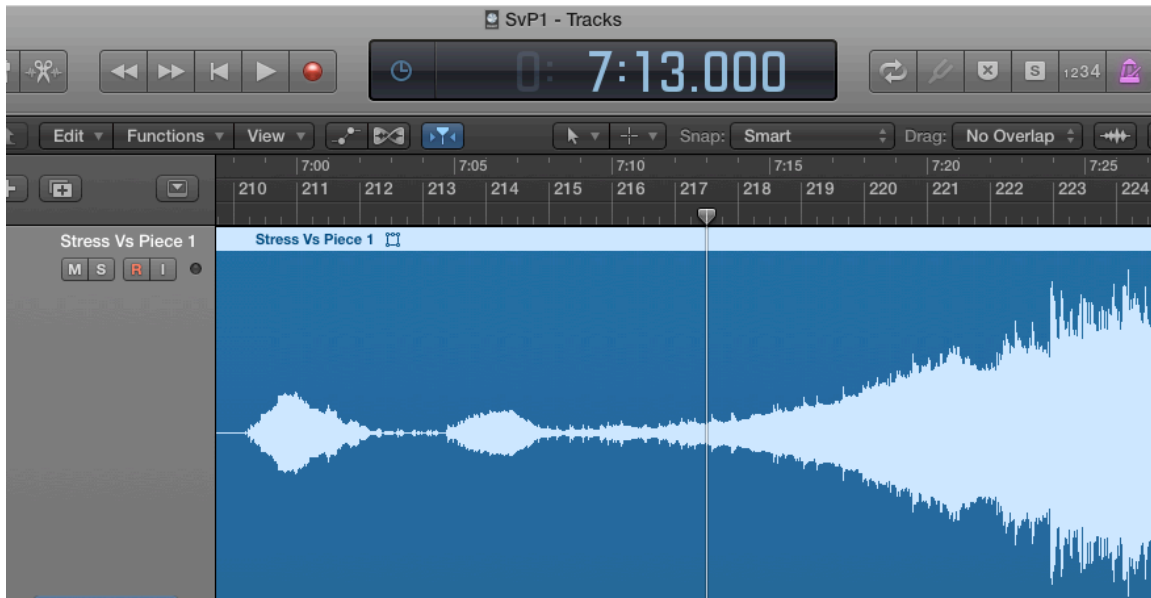 SvP1 - Tracks
0: 7:13.000
S 1234
Edit Functions View Snap: Smart Drag: No Overlap
7:00 7:05 7:10 7:15 7:20 7:25
210 211 212 213 214 215 216 217 218 219 220 221 222 223 224
Stress Vs Piece 1 Stress Vs Piece 1
M S R I